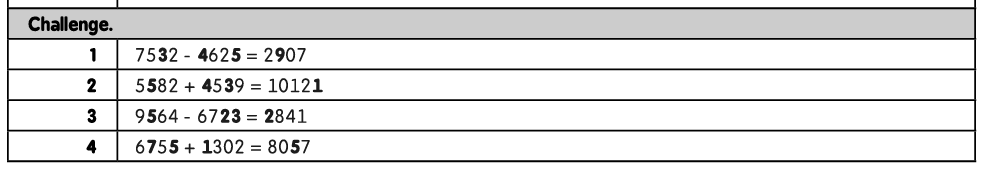 Challenge.
1 7532 - 4625 = 2907
2 5582 + 4539 = 10121
3 9564 - 6723 = 2841
4 6755 + 1302 = 8057